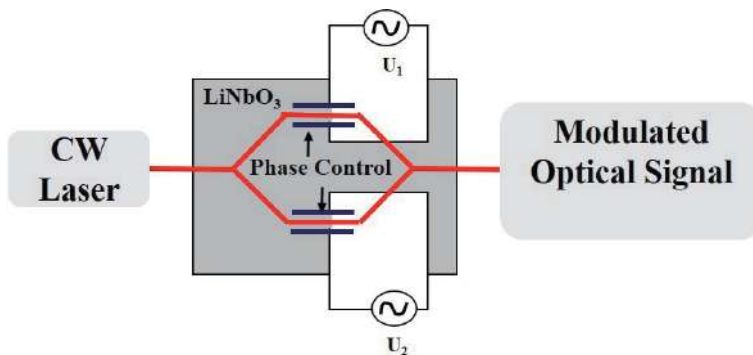 U₁
LiNbO₃
CW
Laser
Phase Control
Modulated
Optical Signal
U₂